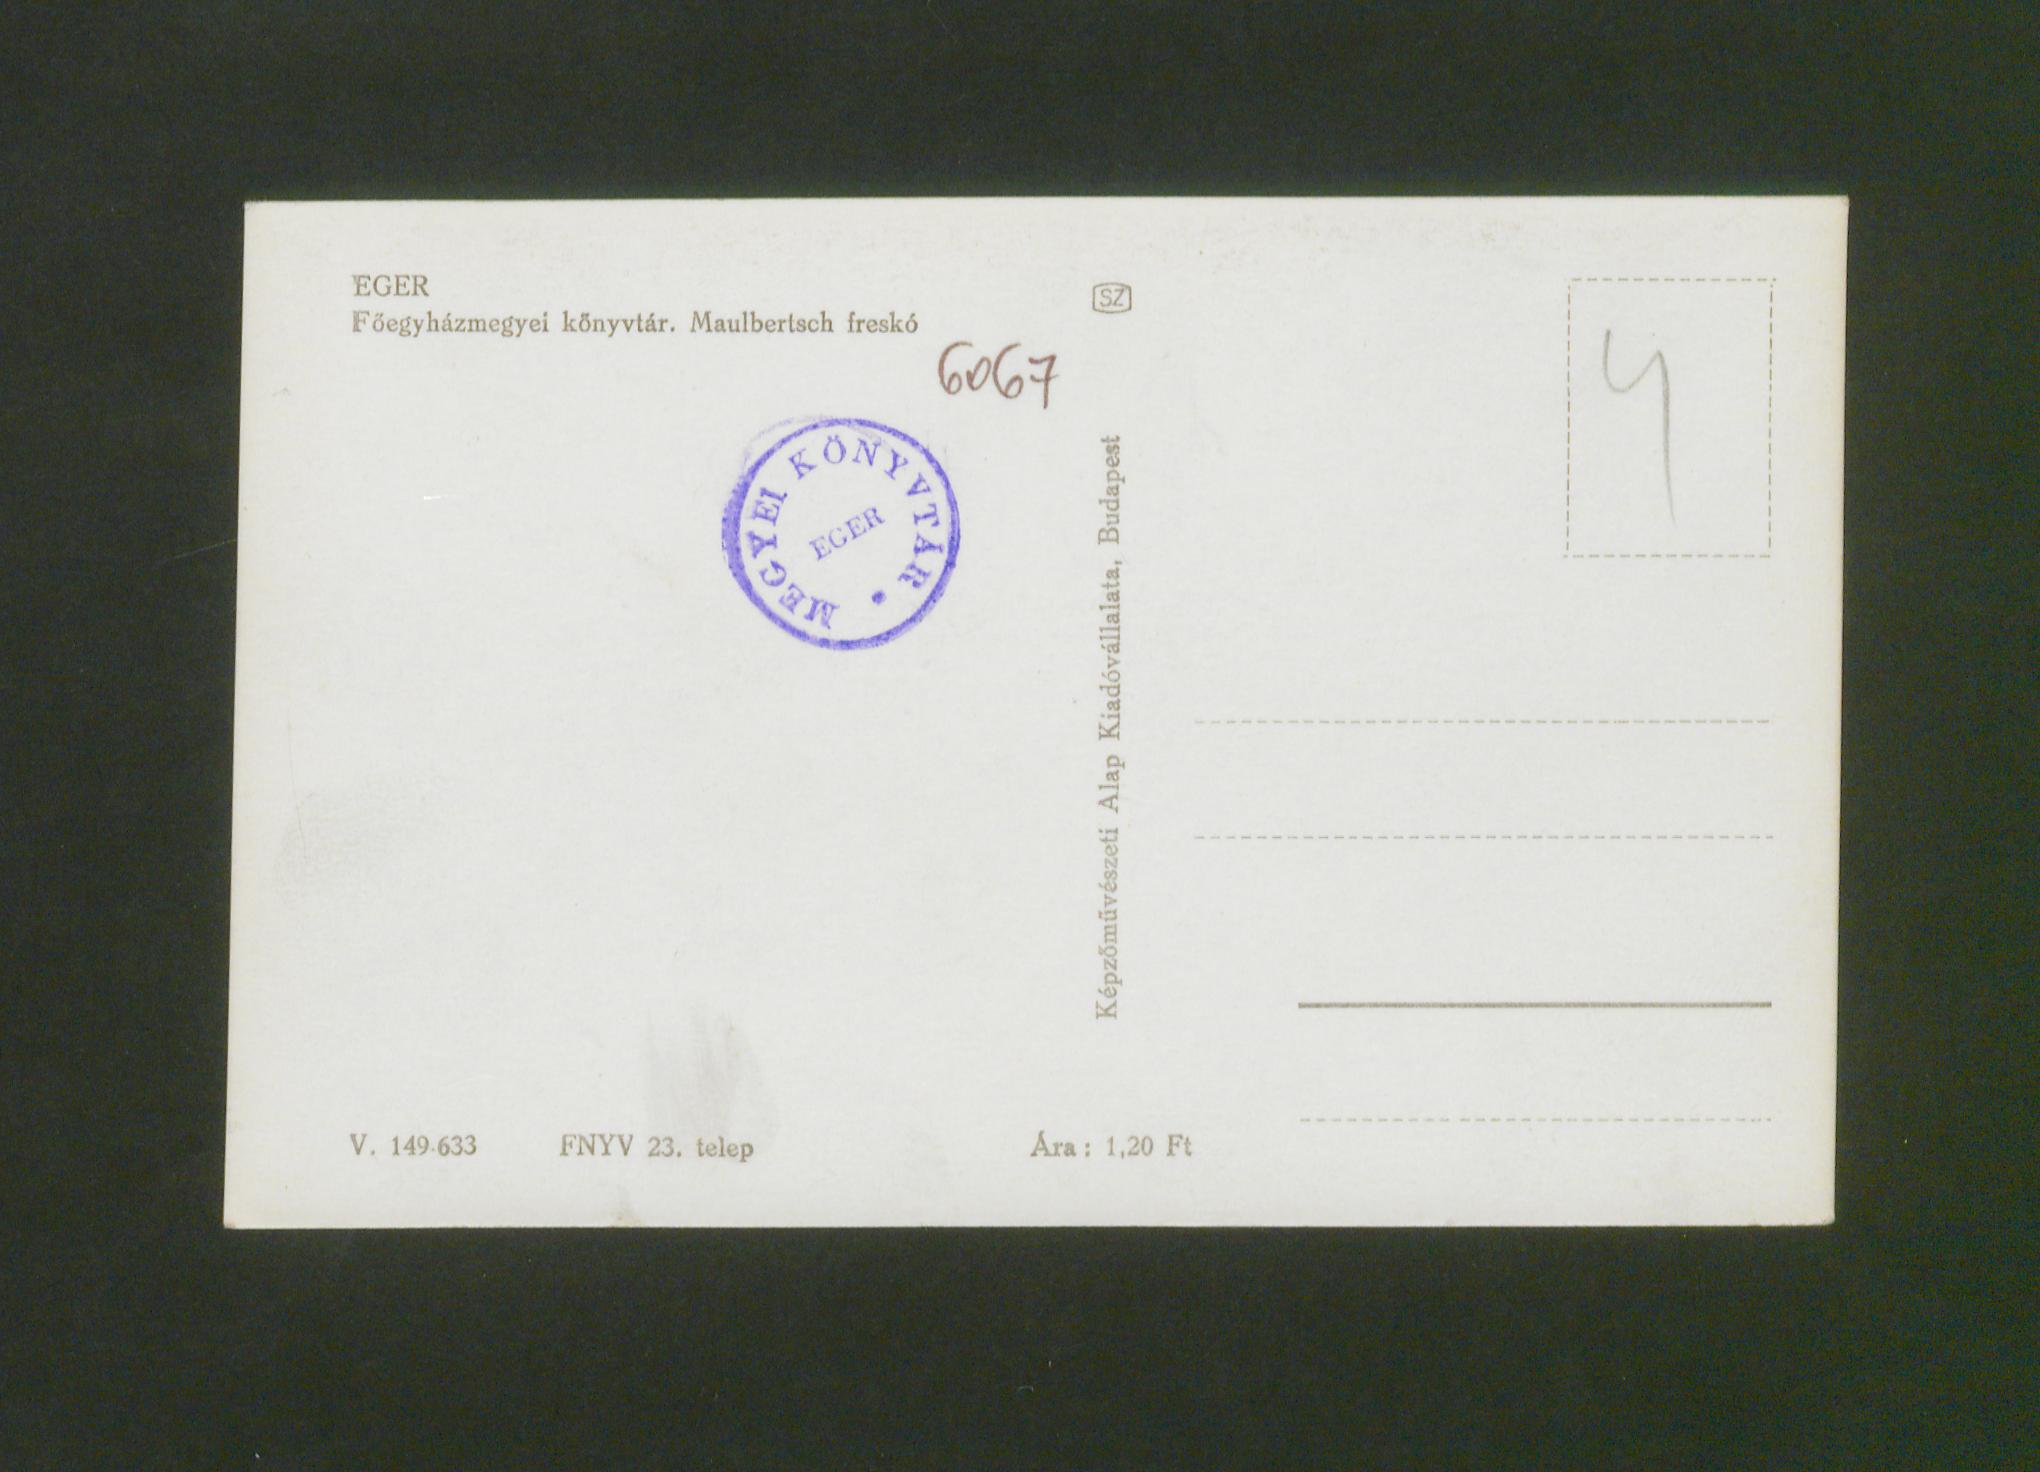 EGER
Főegyházmegyei könyvtár. Maulbertsch freskó
SZ
6067
MEGYEI KÖNYVTÁR •
EGER
Képzőművészeti Alap Kiadóvállalata, Budapest
V. 149-633 FNYV 23. telep Ára: 1,20 Ft